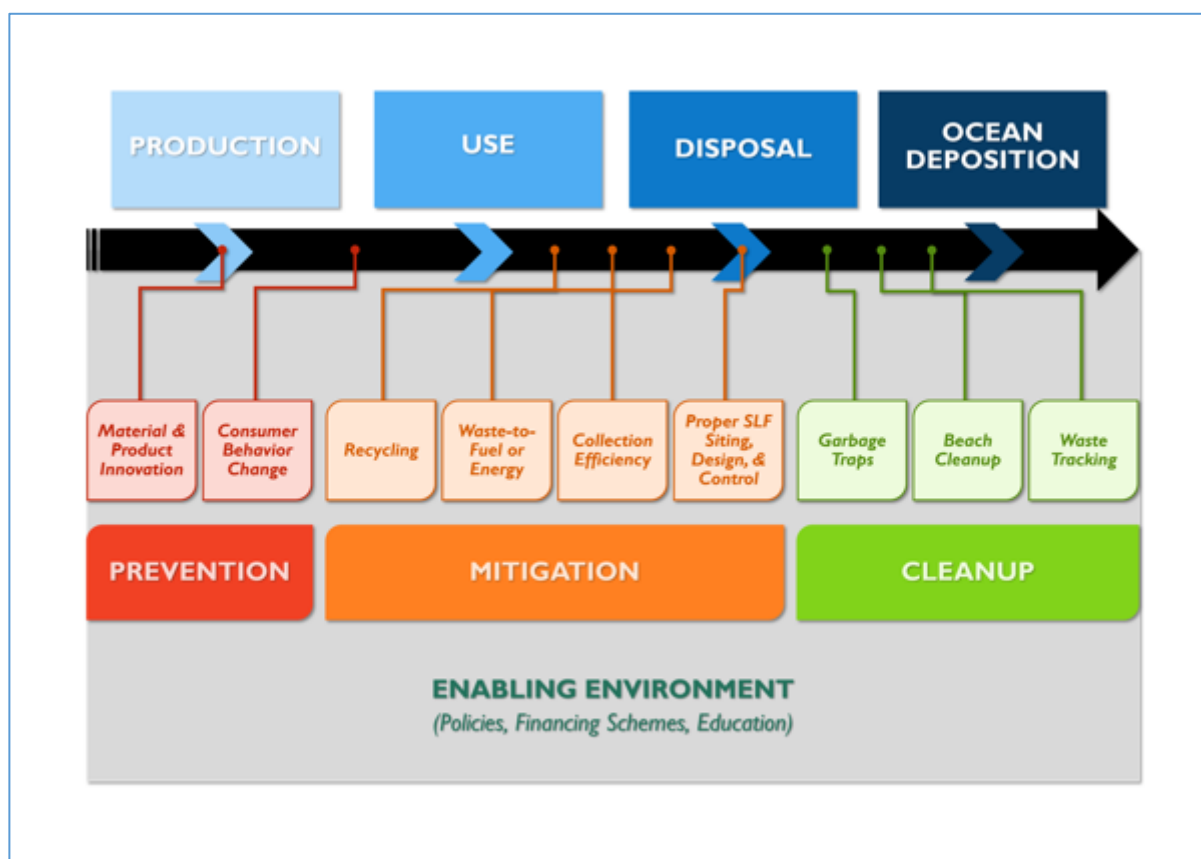 PRODUCTION
USE
DISPOSAL
OCEAN
DEPOSITION
Material &
Product
Innovation
Consumer
Behavior
Change
Recycling
Waste-to-
Fuel or
Energy
Collection
Efficiency
Proper SLF
Siting,
Design, &
Control
Garbage
Traps
Beach
Cleanup
Waste
Tracking
PREVENTION
MITIGATION
CLEANUP
ENABLING ENVIRONMENT
(Policies, Financing Schemes, Education)